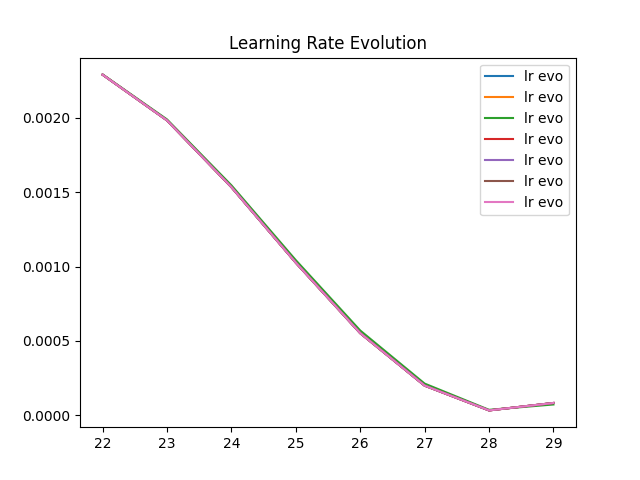 Learning Rate Evolution
lr evo
lr evo
lr evo
lr evo
lr evo
lr evo
lr evo
0.0020
0.0015
0.0010
0.0005
0.0000
22 23 24 25 26 27 28 29